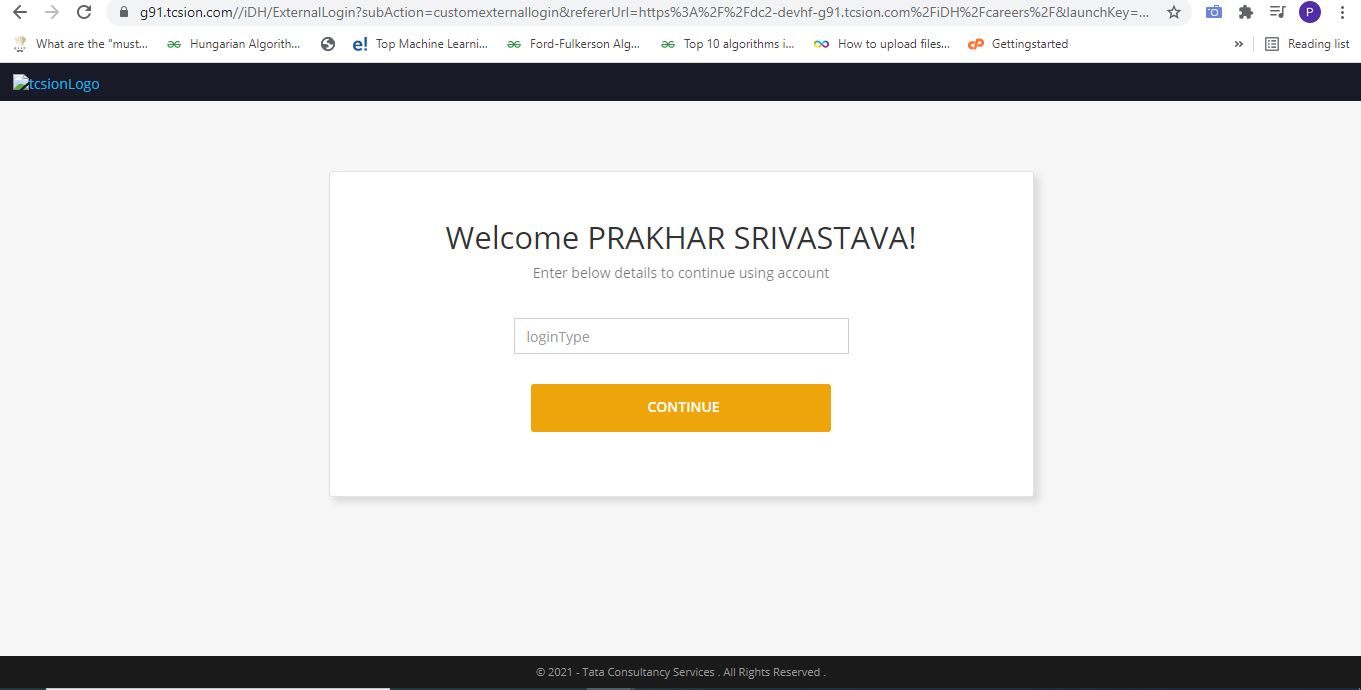 g91.tcsion.com//iDH/ExternalLogin?subAction=customexternallogin&refererUrl=https%3A%2F%2Fdc2-devhf-g91.tcsion.com%2FiDH%2Fcareers%2F&launchKey=...
P
What are the "must... Hungarian Algorith... e! Top Machine Learni... Ford-Fulkerson Alg... Top 10 algorithms i... How to upload files... cP Gettingstarted » Reading list
tcsionLogo
Welcome PRAKHAR SRIVASTAVA!
Enter below details to continue using account
loginType
CONTINUE
© 2021 - Tata Consultancy Services . All Rights Reserved .